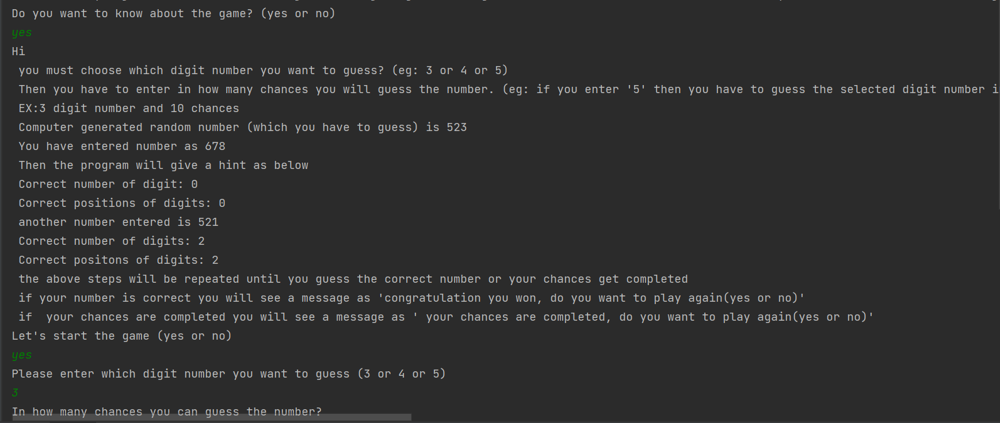 Do you want to know about the game? (yes or no)
yes
Hi
you must choose which digit number you want to guess? (eg: 3 or 4 or 5)
Then you have to enter in how many chances you will guess the number. (eg: if you enter '5' then you have to guess the selected digit number i
EX:3 digit number and 10 chances
Computer generated random number (which you have to guess) is 523
You have entered number as 678
Then the program will give a hint as below
Correct number of digit: 0
Correct positions of digits: 0
another number entered is 521
Correct number of digits: 2
Correct positons of digits: 2
the above steps will be repeated until you guess the correct number or your chances get completed
if your number is correct you will see a message as 'congratulation you won, do you want to play again(yes or no)'
if  your chances are completed you will see a message as ' your chances are completed, do you want to play again(yes or no)'
Let's start the game (yes or no)
yes
Please enter which digit number you want to guess (3 or 4 or 5)
3
In how many chances you can guess the number?